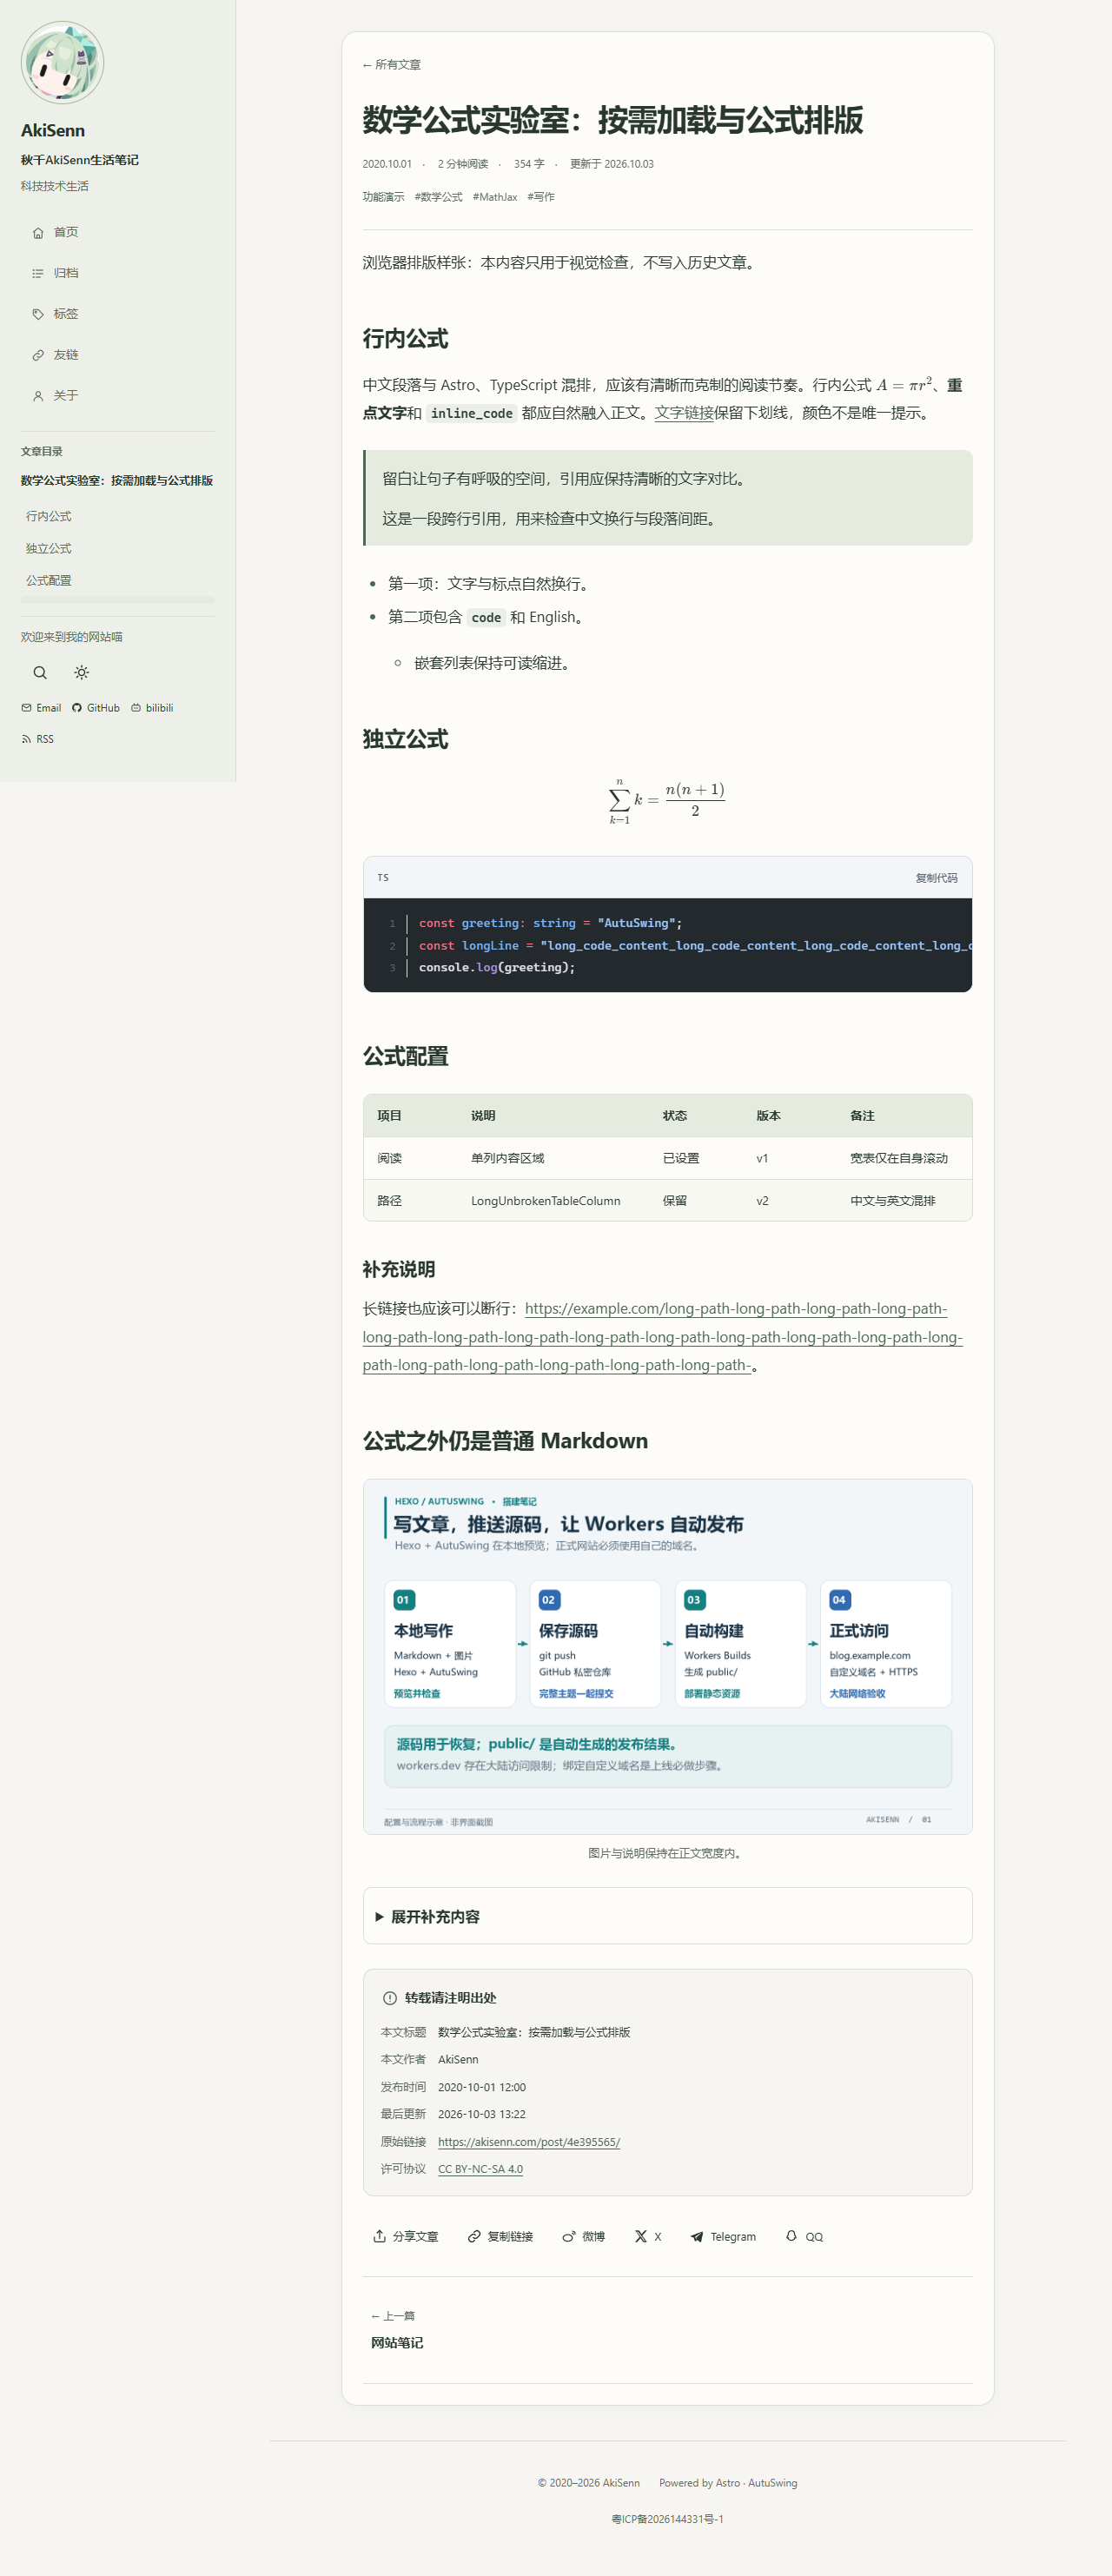 AkiSenn
秋千AkiSenn生活笔记
科技技术生活
首页
归档
标签
友链
关于
文章目录
数学公式实验室：按需加载与公式排版
行内公式
独立公式
公式配置
欢迎来到我的网站喵
Email GitHub bilibili
RSS
← 所有文章
数学公式实验室：按需加载与公式排版
2020.10.01 · 2 分钟阅读 · 354 字 · 更新于 2026.10.03
功能演示 #数学公式 #MathJax #写作
浏览器排版样张：本内容只用于视觉检查，不写入历史文章。
行内公式
中文段落与 Astro、TypeScript 混排，应该有清晰而克制的阅读节奏。行内公式 A = πr²、重
点文字和 inline_code 都应自然融入正文。文字链接保留下划线，颜色不是唯一提示。
留白让句子有呼吸的空间，引用应保持清晰的文字对比。
这是一段跨行引用，用来检查中文换行与段落间距。
第一项：文字与标点自然换行。
第二项包含 code 和 English。
嵌套列表保持可读缩进。
独立公式
∑_{k=1}^{n} k = n(n + 1) / 2
TS 复制代码
1 const greeting: string = "AutuSwing";
2 const longLine = "long_code_content_long_code_content_long_code_content_long_c
3 console.log(greeting);
公式配置
项目 说明 状态 版本 备注
阅读 单列内容区域 已设置 v1 宽表仅在自身滚动
路径 LongUnbrokenTableColumn 保留 v2 中文与英文混排
补充说明
长链接也应该可以断行：https://example.com/long-path-long-path-long-path-long-path-
long-path-long-path-long-path-long-path-long-path-long-path-long-path-long-path-long-
path-long-path-long-path-long-path-long-path-long-path-。
公式之外仍是普通 Markdown
HEXO / AUTUSWING • 搭建笔记
写文章，推送源码，让 Workers 自动发布
Hexo + AutuSwing 在本地预览；正式网站必须使用自己的域名。
01 02 03 04
本地写作 保存源码 自动构建 正式访问
Markdown + 图片 git push Workers Builds blog.example.com
Hexo + AutuSwing GitHub 私密仓库 生成 public/ 自定义域名 + HTTPS
预览并检查 完整主题一起提交 部署静态资源 大陆网络验收
源码用于恢复；public/ 是自动生成的发布结果。
workers.dev 存在大陆访问限制；绑定自定义域名是上线必做步骤。
配置与流程示意 · 非界面截图 AKISENN / 01
图片与说明保持在正文宽度内。
展开补充内容
转载请注明出处
本文标题 数学公式实验室：按需加载与公式排版
本文作者 AkiSenn
发布时间 2020-10-01 12:00
最后更新 2026-10-03 13:22
原始链接 https://akisenn.com/post/4e395565/
许可协议 CC BY-NC-SA 4.0
分享文章 复制链接 微博 X Telegram QQ
← 上一篇
网站笔记
© 2020–2026 AkiSenn Powered by Astro · AutuSwing
粤ICP备2026144331号-1